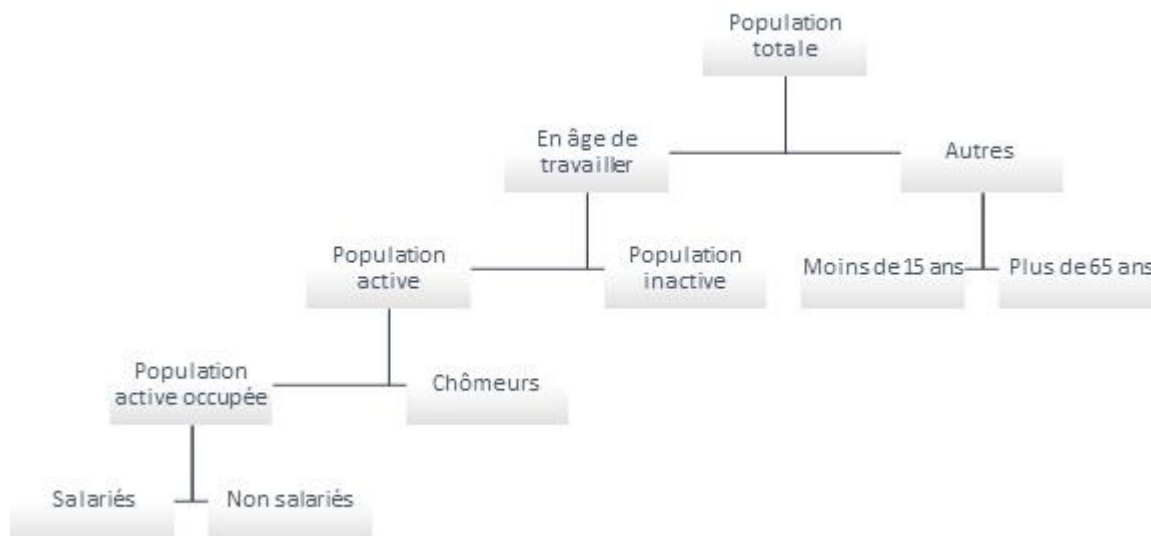 Population
totale
En âge de
travailler
Autres
Population
active
Population
inactive
Moins de 15 ans
Plus de 65 ans
Population
active occupée
Chômeurs
Salariés
Non salariés